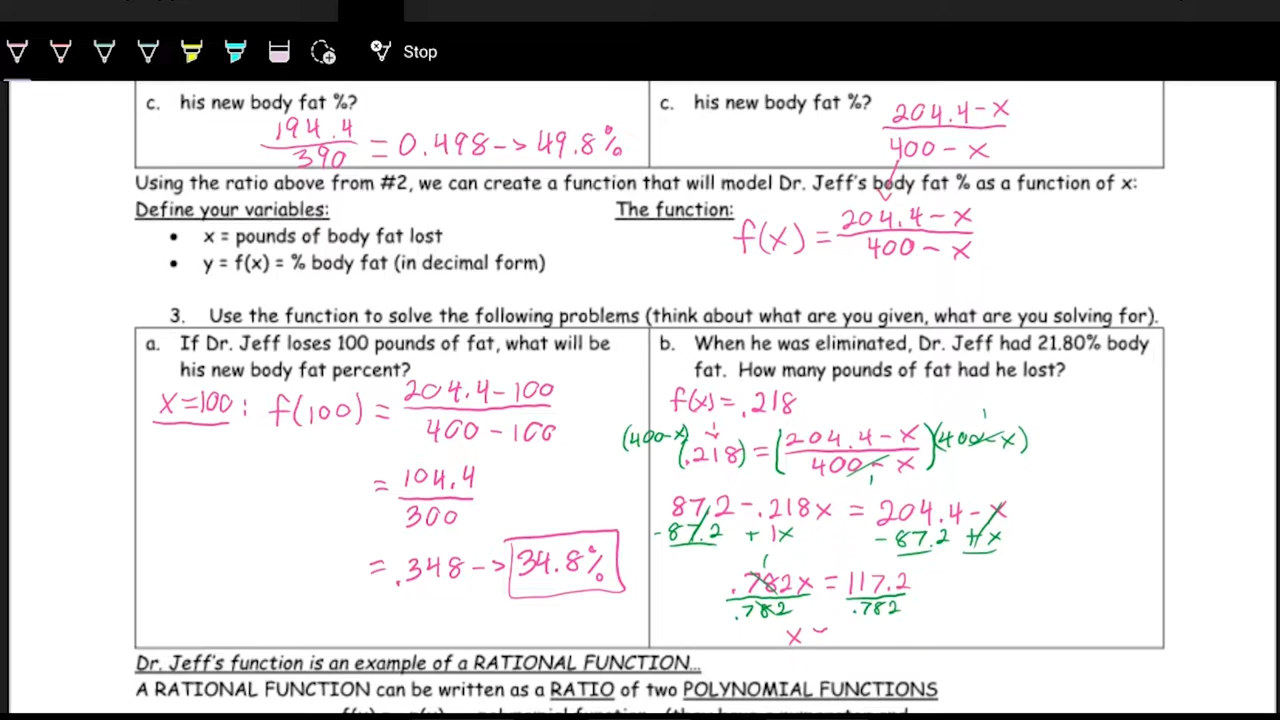 Stop
c. his new body fat %?
194.4
390
= 0.498 -> 49.8%
c. his new body fat %?
204.4 - x
400 - x
Using the ratio above from #2, we can create a function that will model Dr. Jeff's body fat % as a function of x:
Define your variables:
The function:
• x = pounds of body fat lost
• y = f(x) = % body fat (in decimal form)
f(x) =
204.4 - x
400 - x
3. Use the function to solve the following problems (think about what are you given, what are you solving for).
a. If Dr. Jeff loses 100 pounds of fat, what will be
his new body fat percent?
x=100 : f(100) =
204.4 - 100
400 - 100
=
104.4
300
= .348 -> 34.8%
b. When he was eliminated, Dr. Jeff had 21.80% body
fat. How many pounds of fat had he lost?
f(x) = .218
1
(400-x) (.218) = (
204.4 - x
400 - x
) (400 - x)
1
87.2 - .218x = 204.4 - x
-87.2 + 1x -87.2 + x
1
.782x = 117.2
.782 .782
x
Dr. Jeff's function is an example of a RATIONAL FUNCTION...
A RATIONAL FUNCTION can be written as a RATIO of two POLYNOMIAL FUNCTIONS